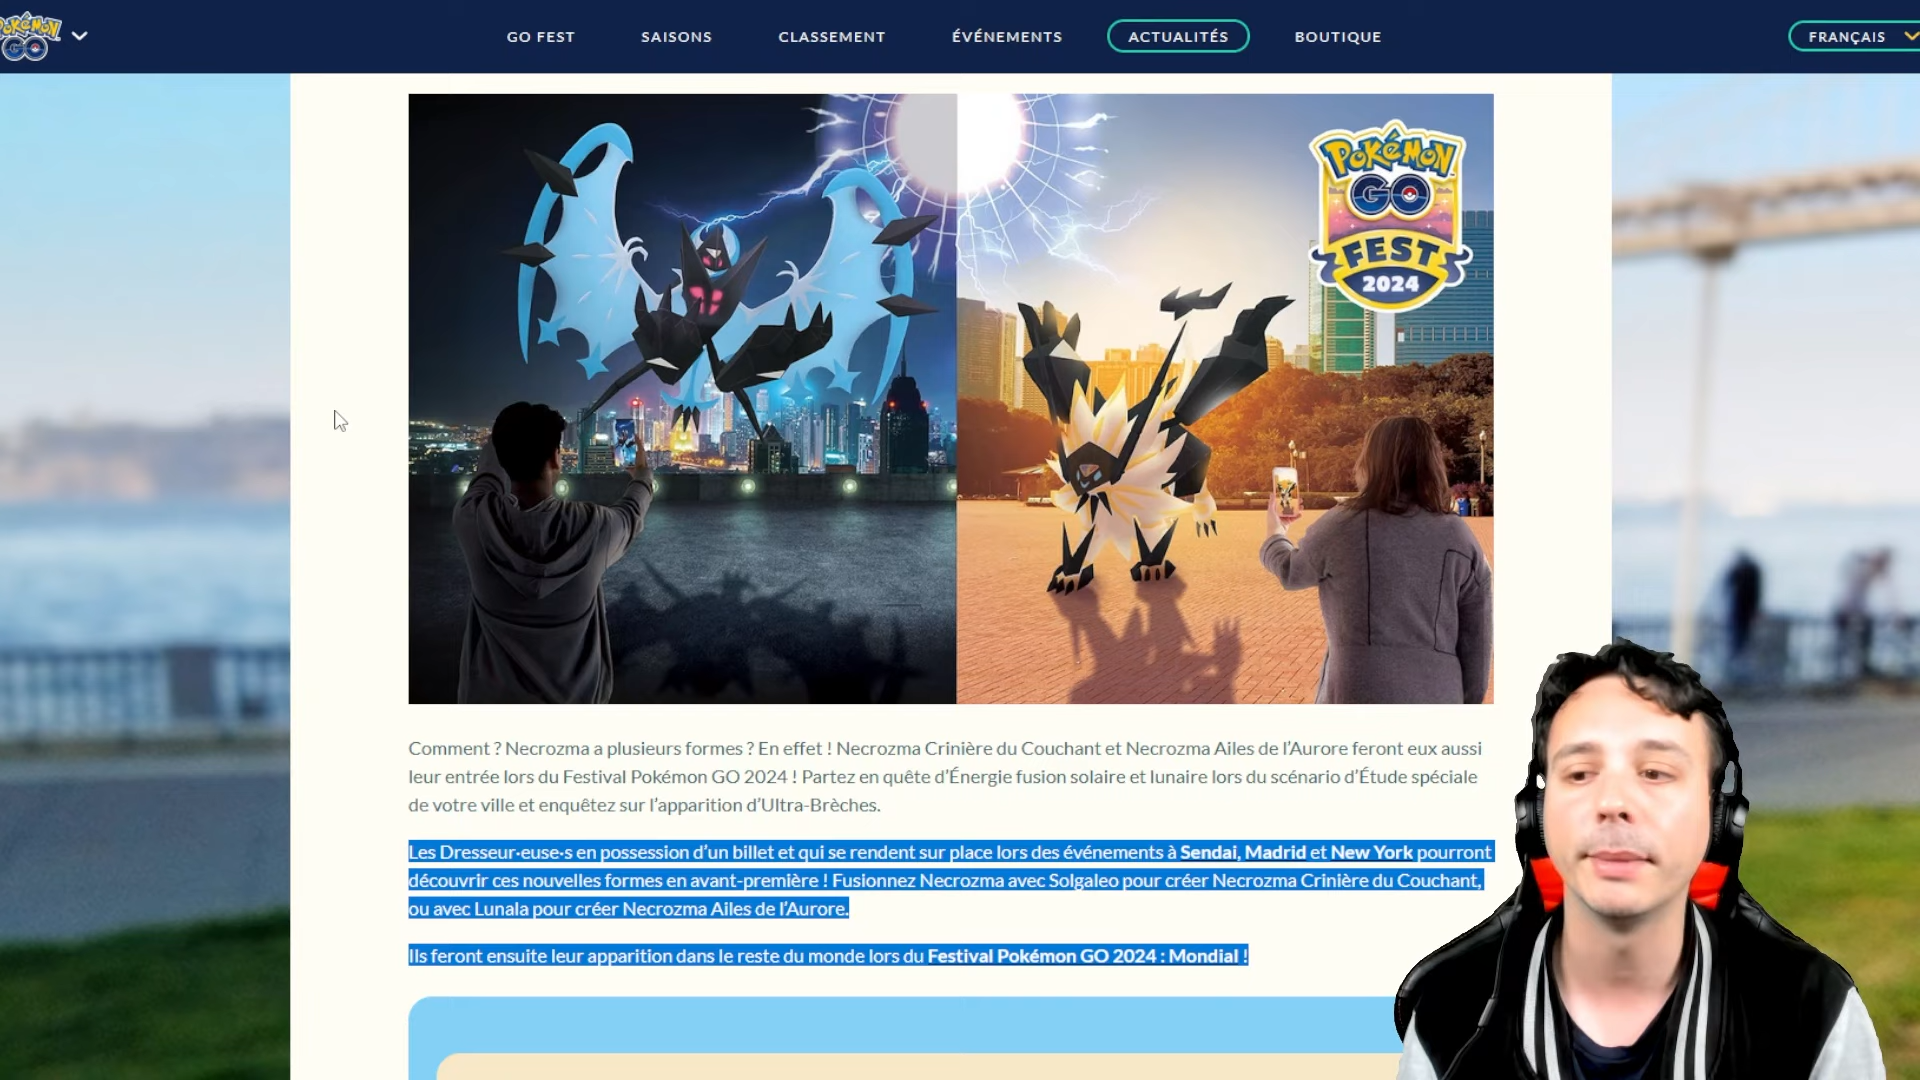 POKÉMON
GO
GO FEST
SAISONS
CLASSEMENT
ÉVÉNEMENTS
ACTUALITÉS
BOUTIQUE
FRANÇAIS
POKÉMON
GO
FEST
2024
Comment ? Necrozma a plusieurs formes ? En effet ! Necrozma Crinière du Couchant et Necrozma Ailes de l’Aurore feront eux aussi
leur entrée lors du Festival Pokémon GO 2024 ! Partez en quête d’Énergie fusion solaire et lunaire lors du scénario d’Étude spéciale
de votre ville et enquêtez sur l’apparition d’Ultra-Brèches.
Les Dresseur·euse·s en possession d’un billet et qui se rendent sur place lors des événements à Sendai, Madrid et New York pourront
découvrir ces nouvelles formes en avant-première ! Fusionnez Necrozma avec Solgaleo pour créer Necrozma Crinière du Couchant,
ou avec Lunala pour créer Necrozma Ailes de l’Aurore.
Ils feront ensuite leur apparition dans le reste du monde lors du Festival Pokémon GO 2024 : Mondial !